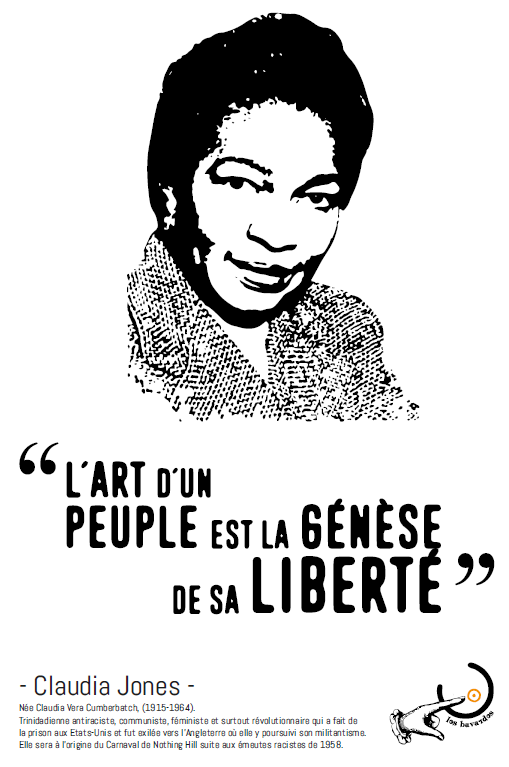 “ L'ART D'UN
PEUPLE EST LA GÉNÈSE
DE SA LIBERTÉ ”
- Claudia Jones -
Née Claudia Vera Cumberbatch, (1915-1964).
Trinidadienne antiraciste, communiste, féministe et surtout révolutionnaire qui a fait de
la prison aux Etats-Unis et fut exilée vers l'Angleterre où elle y poursuivi son militantisme.
Elle sera à l'origine du Carnaval de Nothing Hill suite aux émeutes racistes de 1958.
les bavardes